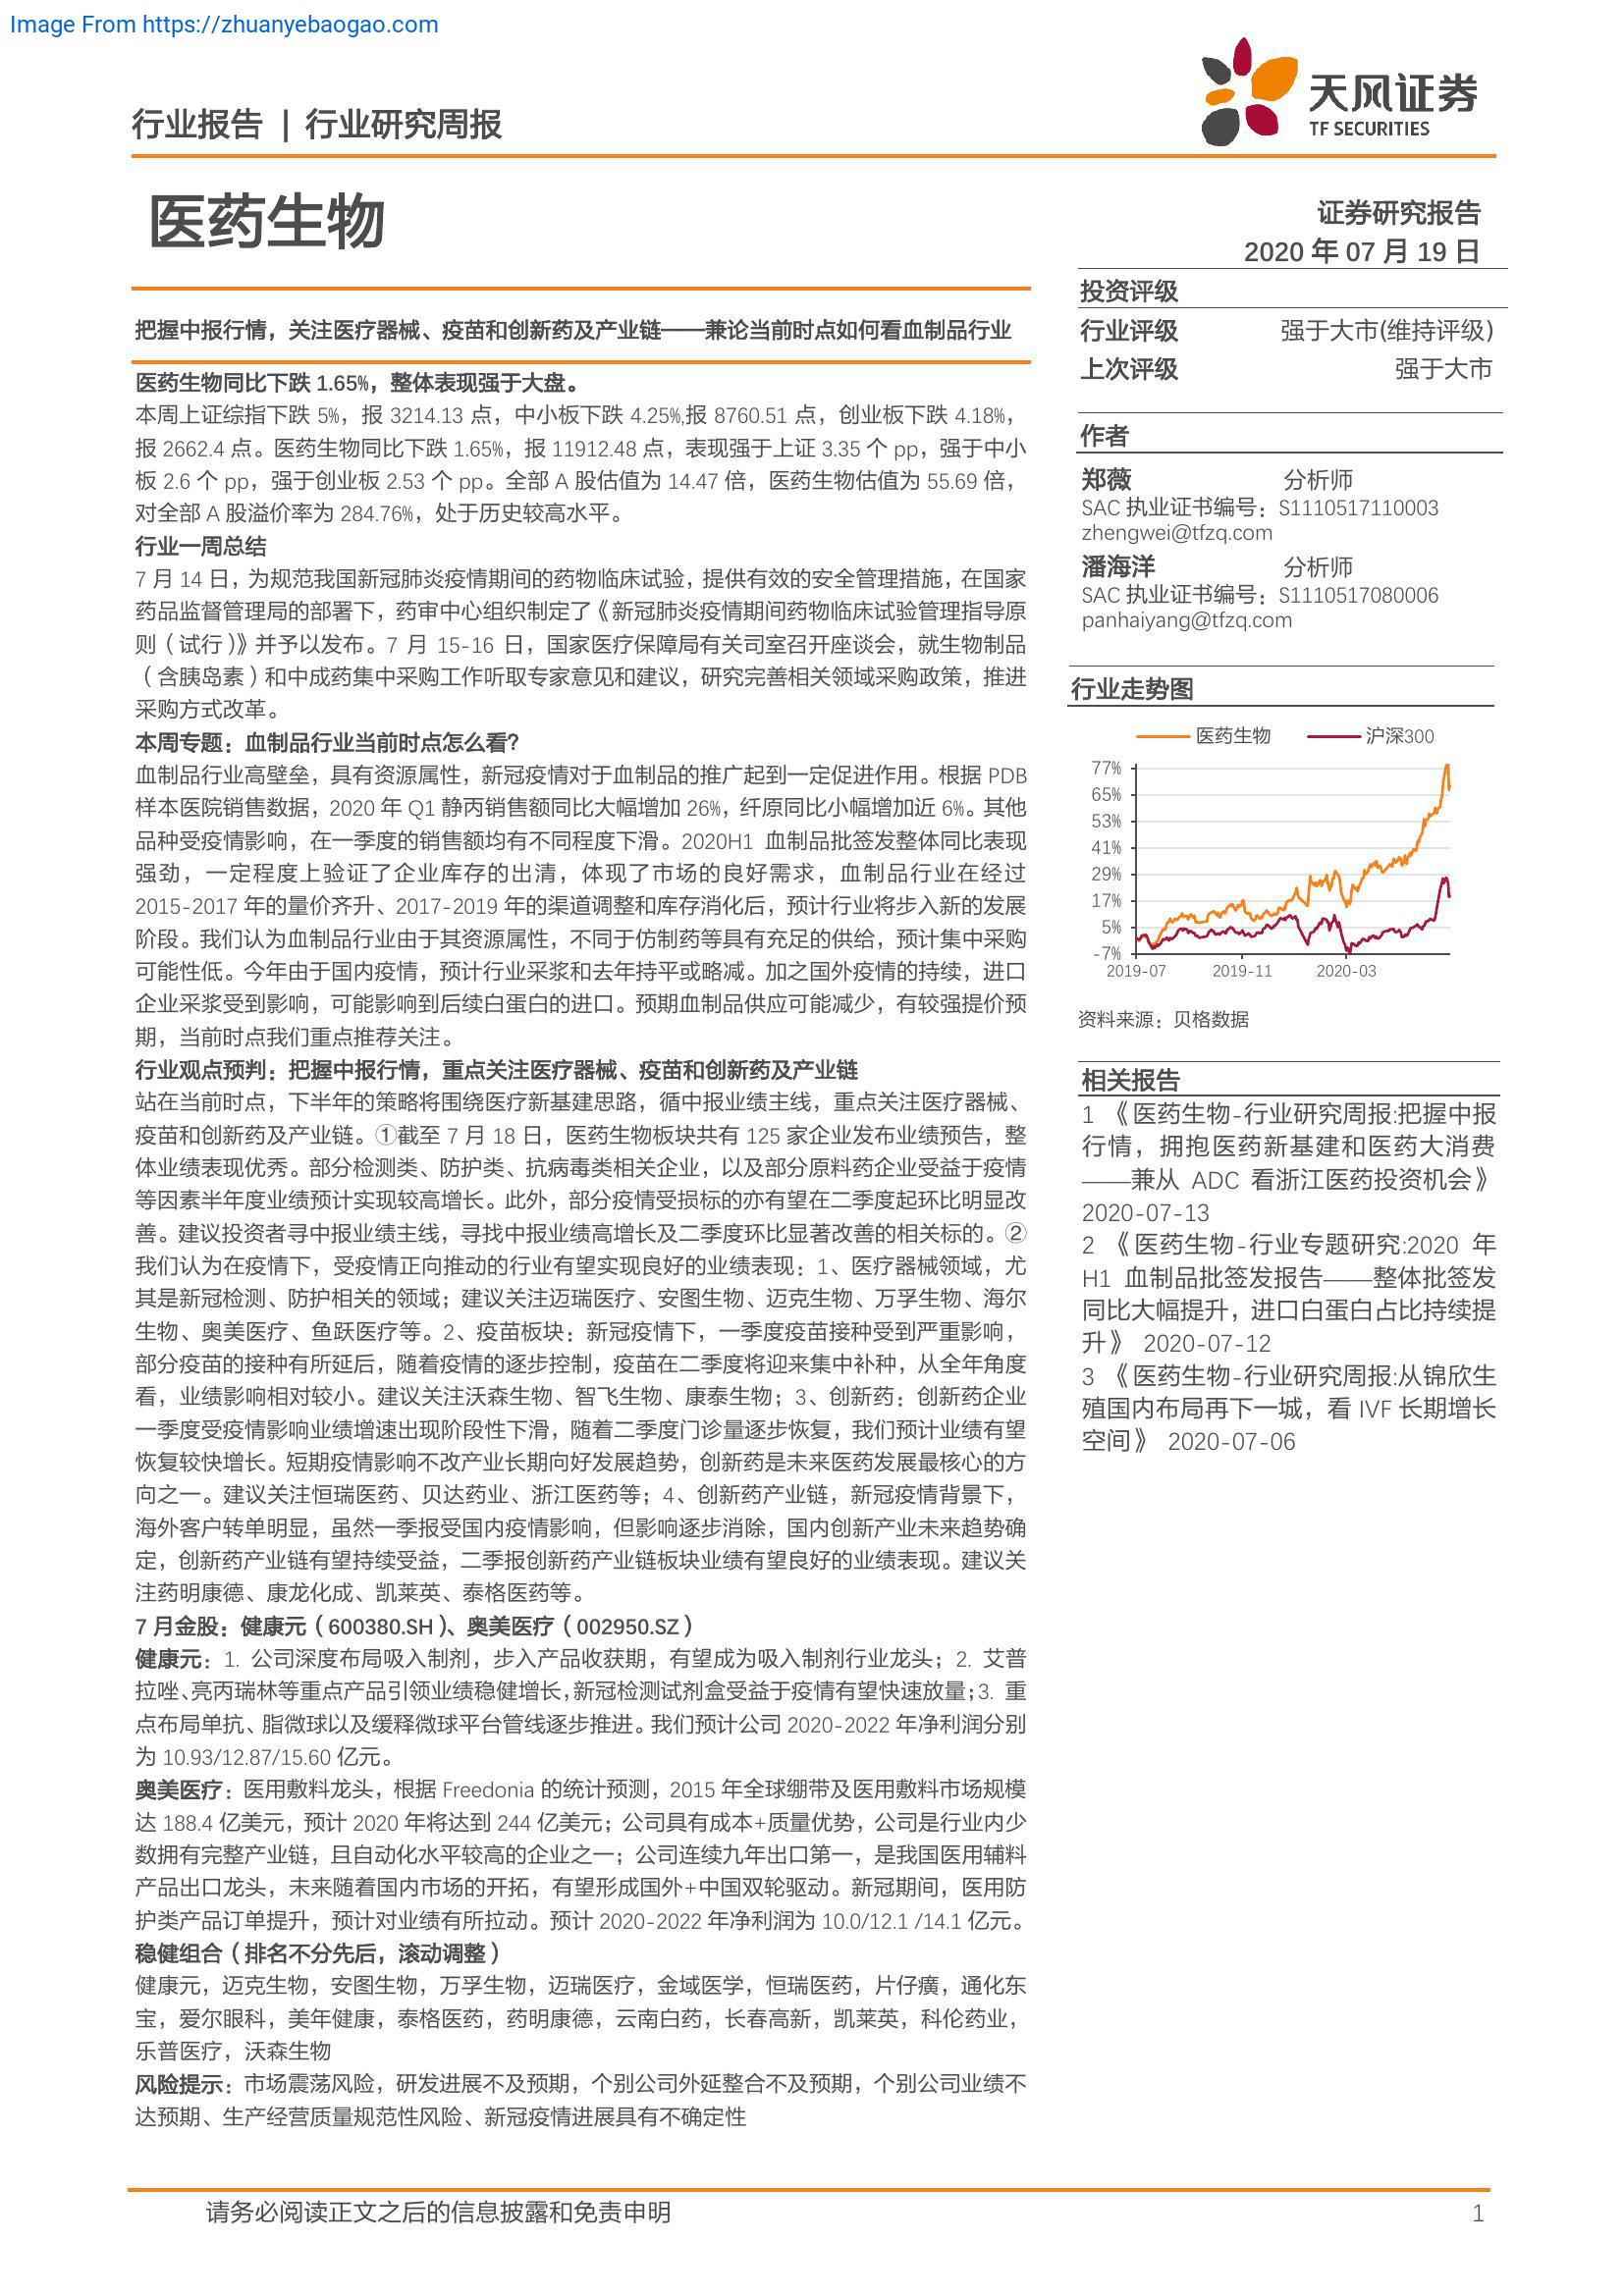 Image From https://zhuanyebaogao.com
天风证券
TF SECURITIES
行业报告 | 行业研究周报
医药生物
证券研究报告
2020 年 07 月 19 日
把握中报行情，关注医疗器械、疫苗和创新药及产业链——兼论当前时点如何看血制品行业
医药生物同比下跌 1.65%，整体表现强于大盘。
本周上证综指下跌 5%，报 3214.13 点，中小板下跌 4.25%,报 8760.51 点，创业板下跌 4.18%，
报 2662.4 点。医药生物同比下跌 1.65%，报 11912.48 点，表现强于上证 3.35 个 pp，强于中小
板 2.6 个 pp，强于创业板 2.53 个 pp。全部 A 股估值为 14.47 倍，医药生物估值为 55.69 倍，
对全部 A 股溢价率为 284.76%，处于历史较高水平。
行业一周总结
7 月 14 日，为规范我国新冠肺炎疫情期间的药物临床试验，提供有效的安全管理措施，在国家
药品监督管理局的部署下，药审中心组织制定了《新冠肺炎疫情期间药物临床试验管理指导原
则（试行）》并予以发布。7 月 15-16 日，国家医疗保障局有关司室召开座谈会，就生物制品
（含胰岛素）和中成药集中采购工作听取专家意见和建议，研究完善相关领域采购政策，推进
采购方式改革。
本周专题：血制品行业当前时点怎么看？
血制品行业高壁垒，具有资源属性，新冠疫情对于血制品的推广起到一定促进作用。根据 PDB
样本医院销售数据，2020 年 Q1 静丙销售额同比大幅增加 26%，纤原同比小幅增加近 6%。其他
品种受疫情影响，在一季度的销售额均有不同程度下滑。2020H1 血制品批签发整体同比表现
强劲，一定程度上验证了企业库存的出清，体现了市场的良好需求，血制品行业在经过
2015-2017 年的量价齐升、2017-2019 年的渠道调整和库存消化后，预计行业将步入新的发展
阶段。我们认为血制品行业由于其资源属性，不同于仿制药等具有充足的供给，预计集中采购
可能性低。今年由于国内疫情，预计行业采浆和去年持平或略减。加之国外疫情的持续，进口
企业采浆受到影响，可能影响到后续白蛋白的进口。预期血制品供应可能减少，有较强提价预
期，当前时点我们重点推荐关注。
行业观点预判：把握中报行情，重点关注医疗器械、疫苗和创新药及产业链
站在当前时点，下半年的策略将围绕医疗新基建思路，循中报业绩主线，重点关注医疗器械、
疫苗和创新药及产业链。①截至 7 月 18 日，医药生物板块共有 125 家企业发布业绩预告，整
体业绩表现优秀。部分检测类、防护类、抗病毒类相关企业，以及部分原料药企业受益于疫情
等因素半年度业绩预计实现较高增长。此外，部分疫情受损标的亦有望在二季度起环比明显改
善。建议投资者寻中报业绩主线，寻找中报业绩高增长及二季度环比显著改善的相关标的。②
我们认为在疫情下，受疫情正向推动的行业有望实现良好的业绩表现：1、医疗器械领域，尤
其是新冠检测、防护相关的领域；建议关注迈瑞医疗、安图生物、迈克生物、万孚生物、海尔
生物、奥美医疗、鱼跃医疗等。2、疫苗板块：新冠疫情下，一季度疫苗接种受到严重影响，
部分疫苗的接种有所延后，随着疫情的逐步控制，疫苗在二季度将迎来集中补种，从全年角度
看，业绩影响相对较小。建议关注沃森生物、智飞生物、康泰生物；3、创新药：创新药企业
一季度受疫情影响业绩增速出现阶段性下滑，随着二季度门诊量逐步恢复，我们预计业绩有望
恢复较快增长。短期疫情影响不改产业长期向好发展趋势，创新药是未来医药发展最核心的方
向之一。建议关注恒瑞医药、贝达药业、浙江医药等；4、创新药产业链，新冠疫情背景下，
海外客户转单明显，虽然一季报受国内疫情影响，但影响逐步消除，国内创新产业未来趋势确
定，创新药产业链有望持续受益，二季报创新药产业链板块业绩有望良好的业绩表现。建议关
注药明康德、康龙化成、凯莱英、泰格医药等。
7 月金股：健康元（600380.SH）、奥美医疗（002950.SZ）
健康元：1. 公司深度布局吸入制剂，步入产品收获期，有望成为吸入制剂行业龙头；2. 艾普
拉唑、亮丙瑞林等重点产品引领业绩稳健增长，新冠检测试剂盒受益于疫情有望快速放量；3. 重
点布局单抗、脂微球以及缓释微球平台管线逐步推进。我们预计公司 2020-2022 年净利润分别
为 10.93/12.87/15.60 亿元。
奥美医疗：医用敷料龙头，根据 Freedonia 的统计预测，2015 年全球绷带及医用敷料市场规模
达 188.4 亿美元，预计 2020 年将达到 244 亿美元；公司具有成本+质量优势，公司是行业内少
数拥有完整产业链，且自动化水平较高的企业之一；公司连续九年出口第一，是我国医用辅料
产品出口龙头，未来随着国内市场的开拓，有望形成国外+中国双轮驱动。新冠期间，医用防
护类产品订单提升，预计对业绩有所拉动。预计 2020-2022 年净利润为 10.0/12.1 /14.1 亿元。
稳健组合（排名不分先后，滚动调整）
健康元，迈克生物，安图生物，万孚生物，迈瑞医疗，金域医学，恒瑞医药，片仔癀，通化东
宝，爱尔眼科，美年健康，泰格医药，药明康德，云南白药，长春高新，凯莱英，科伦药业，
乐普医疗，沃森生物
风险提示：市场震荡风险，研发进展不及预期，个别公司外延整合不及预期，个别公司业绩不
达预期、生产经营质量规范性风险、新冠疫情进展具有不确定性
投资评级
行业评级 强于大市(维持评级)
上次评级 强于大市
作者
郑薇 分析师
SAC 执业证书编号：S1110517110003
zhengwei@tfzq.com
潘海洋 分析师
SAC 执业证书编号：S1110517080006
panhaiyang@tfzq.com
行业走势图
医药生物 沪深300
77%
65%
53%
41%
29%
17%
5%
-7%
2019-07 2019-11 2020-03
资料来源：贝格数据
相关报告
1 《医药生物-行业研究周报:把握中报
行情，拥抱医药新基建和医药大消费
——兼从 ADC 看浙江医药投资机会》
2020-07-13
2 《医药生物-行业专题研究:2020 年
H1 血制品批签发报告——整体批签发
同比大幅提升，进口白蛋白占比持续提
升》 2020-07-12
3 《医药生物-行业研究周报:从锦欣生
殖国内布局再下一城，看 IVF 长期增长
空间》 2020-07-06
请务必阅读正文之后的信息披露和免责申明
1